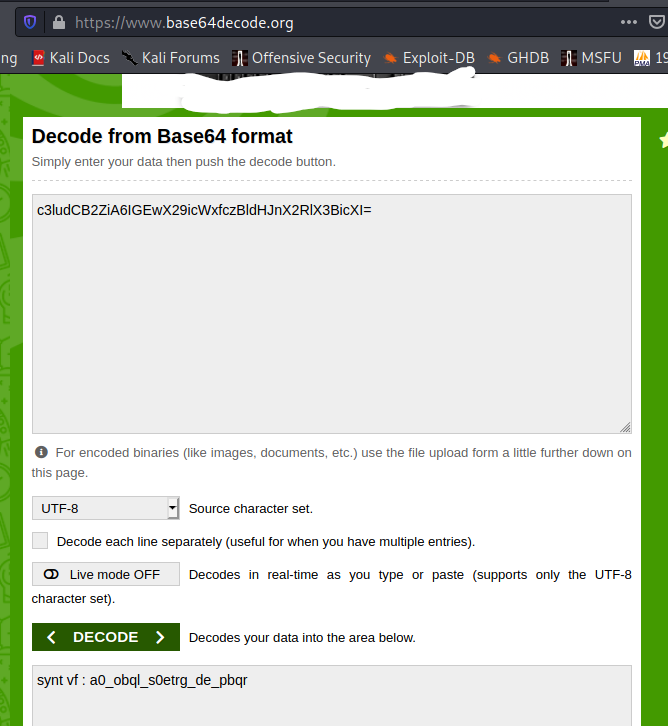 https://www.base64decode.org
ng Kali Docs Kali Forums Offensive Security Exploit-DB GHDB MSFU 19
Decode from Base64 format
Simply enter your data then push the decode button.
c3ludCB2ZiA6IGEwX29icWxfczBldHJnX2RlX3BicXI=
For encoded binaries (like images, documents, etc.) use the file upload form a little further down on
this page.
UTF-8 Source character set.
Decode each line separately (useful for when you have multiple entries).
Live mode OFF Decodes in real-time as you type or paste (supports only the UTF-8
character set).
DECODE Decodes your data into the area below.
synt vf : a0_obql_s0etrg_de_pbqr